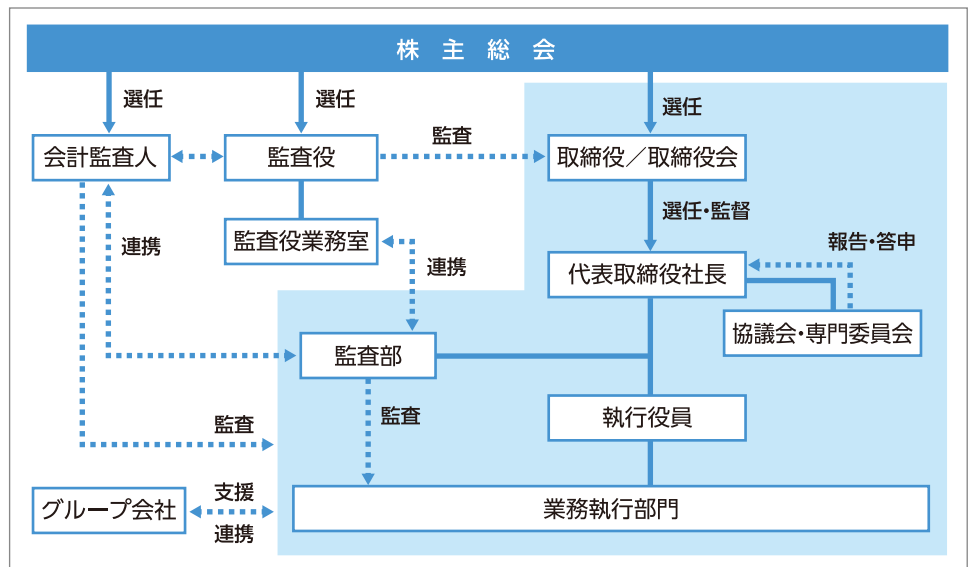 株主総会
選任
選任
選任
会計監査人
監査役
監査
取締役／取締役会
選任・監督
監査役業務室
連携
連携
報告・答申
代表取締役社長
協議会・専門委員会
監査部
監査
監査
執行役員
グループ会社
支援
連携
業務執行部門